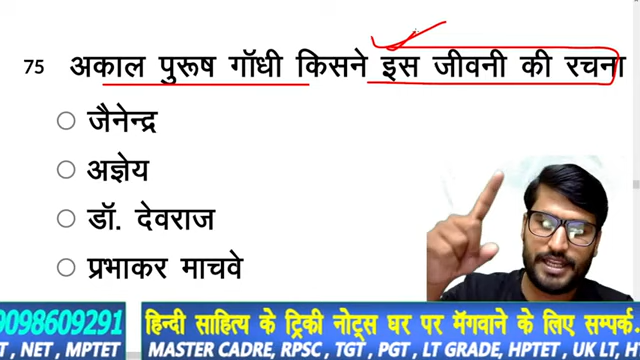 75 अकाल पुरूष गॉधी किसने इस जीवनी की रचना
जैनेन्द्र
अज्ञेय
डॉ. देवराज
प्रभाकर माचवे
9098609291 हिन्दी साहित्य के ट्रिकी नोट्स घर पर मॅगवाने के लिए सम्पर्क.
T, NET, MPTET MASTER CADRE, RPSC, TGT, PGT, LT GRADE, HPTET, UK LT, H